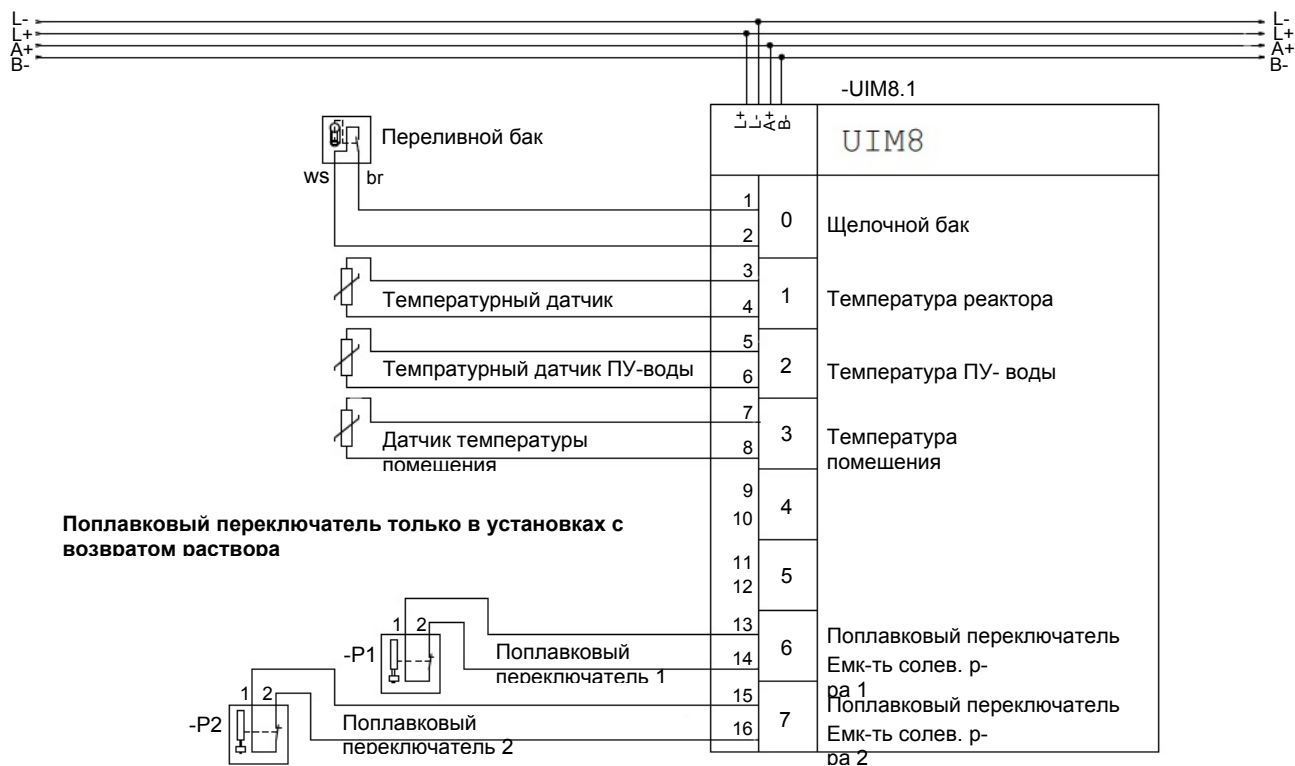 L- L-
L+ L+
A+ A+
B- B-
-UIM8.1
L+ L- A+ B-
UIM8
Переливной бак
ws br
1
2
0
Щелочной бак
3
4
1
Температурный датчик
Температура реактора
5
6
2
Темпратурный датчик ПУ-воды
Температура ПУ- воды
7
8
3
Датчик температуры
помещения
Температура
помещения
9
10
4
Поплавковый переключатель только в установках с
возвратом раствора
11
12
5
13
14
6
1 2
-P1
Поплавковый
переключатель 1
Поплавковый переключатель
Емк-ть солев. р-
ра 1
15
16
7
1 2
-P2
Поплавковый
переключатель 2
Поплавковый переключатель
Емк-ть солев. р-
ра 2